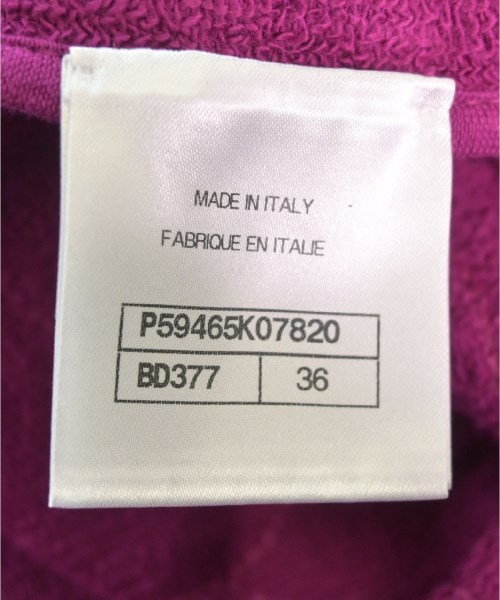 MADE IN ITALY
FABRIQUE EN ITALIE
P59465K07820
BD377 36